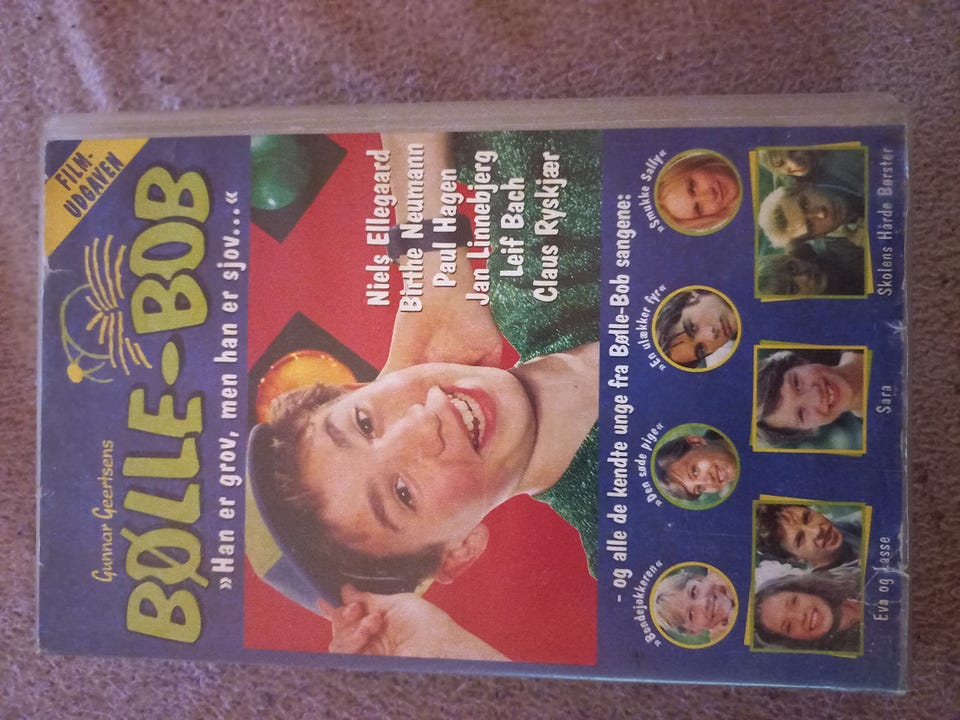 FILM-
UDGAVEN
Gunnar Geertsens
BØLLE-BOB
»Han er grov, men han er sjov...«
Niels Ellegaard
Birthe Neumann
Paul Hagen
Jan Linnebjerg
Leif Bach
Claus Ryskjær
- og alle de kendte unge fra Bølle-Bob sangene:
»Bondejokkeren«
»Den søde pige«
»En ulækker fyr«
»Smukke Sally«
Eva og Lasse
Sara
Skolens Hårde Børster